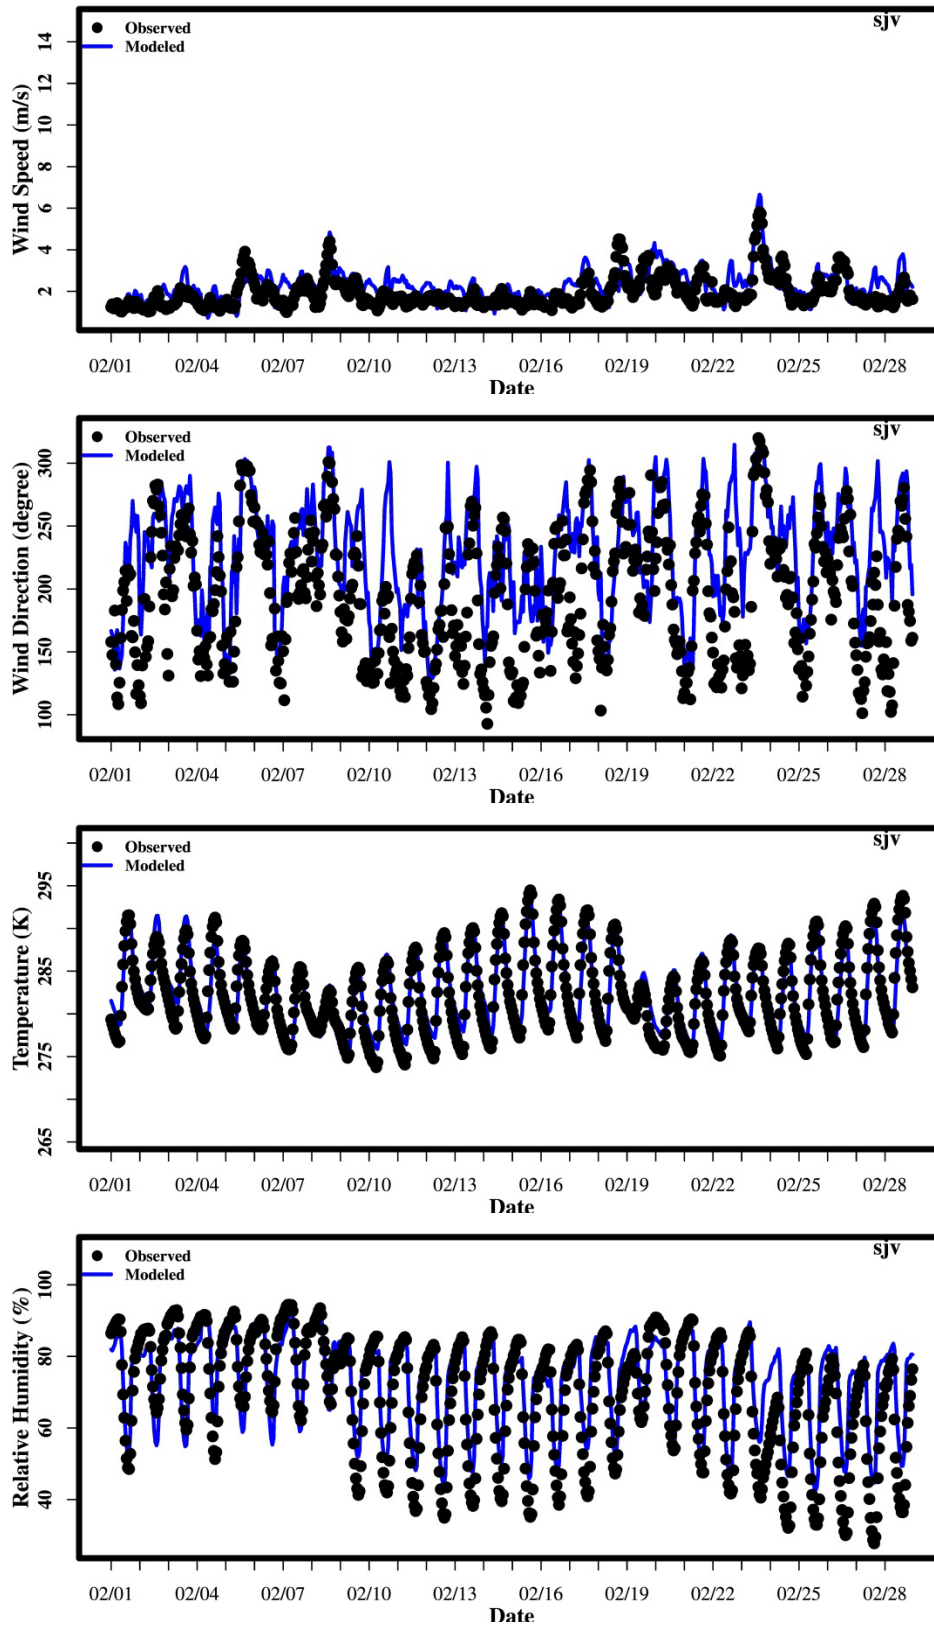 sjv
Observed
Modeled
14
12
10
8
6
4
2
Wind Speed (m/s)
02/01 02/04 02/07 02/10 02/13 02/16 02/19 02/22 02/25 02/28
Date
sjv
Observed
Modeled
300
250
200
150
100
Wind Direction (degree)
02/01 02/04 02/07 02/10 02/13 02/16 02/19 02/22 02/25 02/28
Date
sjv
Observed
Modeled
295
285
275
265
Temperature (K)
02/01 02/04 02/07 02/10 02/13 02/16 02/19 02/22 02/25 02/28
Date
sjv
Observed
Modeled
100
80
60
40
Relative Humidity (%)
02/01 02/04 02/07 02/10 02/13 02/16 02/19 02/22 02/25 02/28
Date